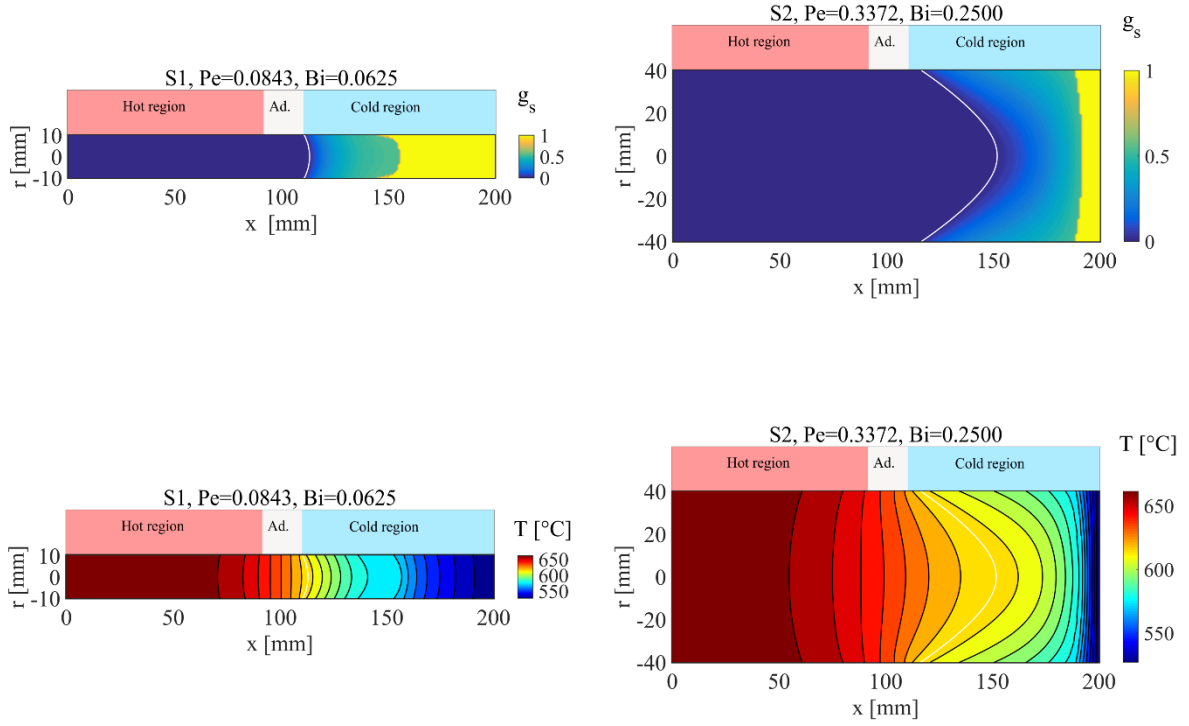 S1, Pe=0.0843, Bi=0.0625
Hot region Ad. Cold region
g_s
10
0
-10
r [mm]
1
0.5
0
0 50 100 150 200
x [mm]
S2, Pe=0.3372, Bi=0.2500
Hot region Ad. Cold region
g_s
40
20
0
-20
-40
r [mm]
1
0.5
0
0 50 100 150 200
x [mm]
S1, Pe=0.0843, Bi=0.0625
Hot region Ad. Cold region
T [°C]
10
0
-10
r [mm]
650
600
550
0 50 100 150 200
x [mm]
S2, Pe=0.3372, Bi=0.2500
Hot region Ad. Cold region
T [°C]
40
20
0
-20
-40
r [mm]
650
600
550
0 50 100 150 200
x [mm]